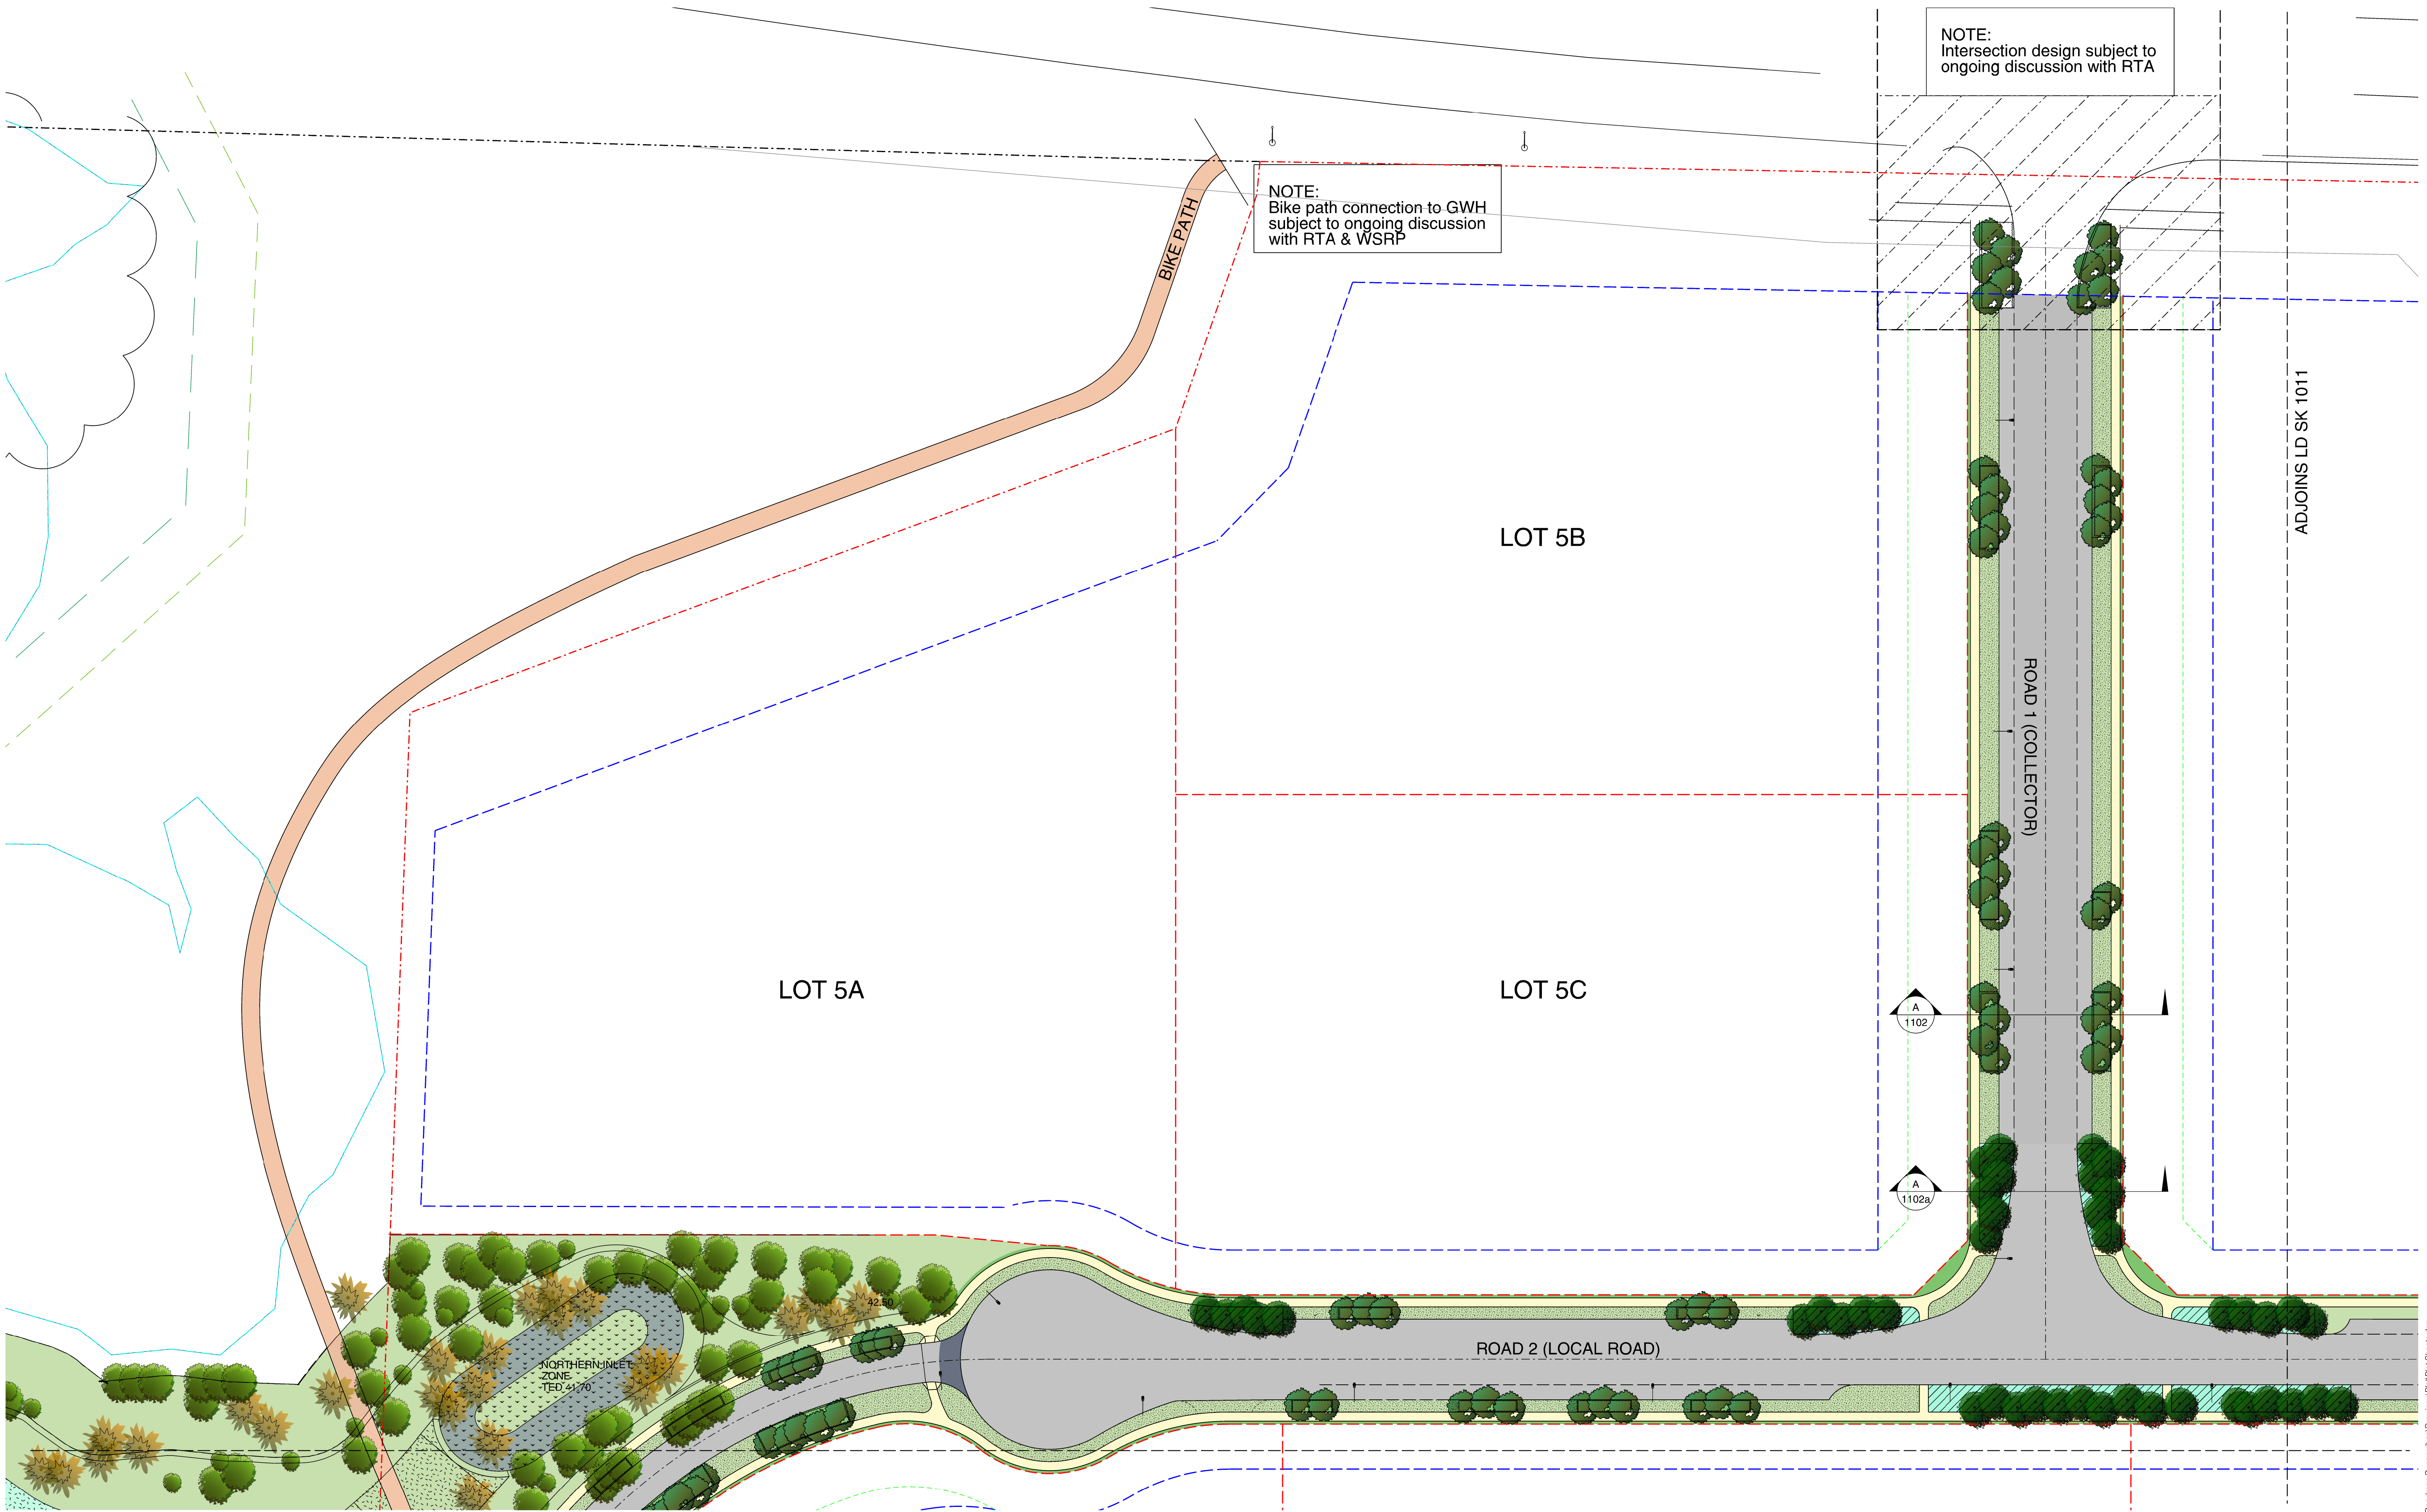 NOTE:
Intersection design subject to
ongoing discussion with RTA
NOTE:
Bike path connection to GWH
subject to ongoing discussion
with RTA & WSRP
BIKE PATH
ADJOINS LD SK 1011
LOT 5B
ROAD 1 (COLLECTOR)
LOT 5A
LOT 5C
A
1102
A
1102a
42.50
ROAD 2 (LOCAL ROAD)
NORTHERN INLET
ZONE
TED 41.70